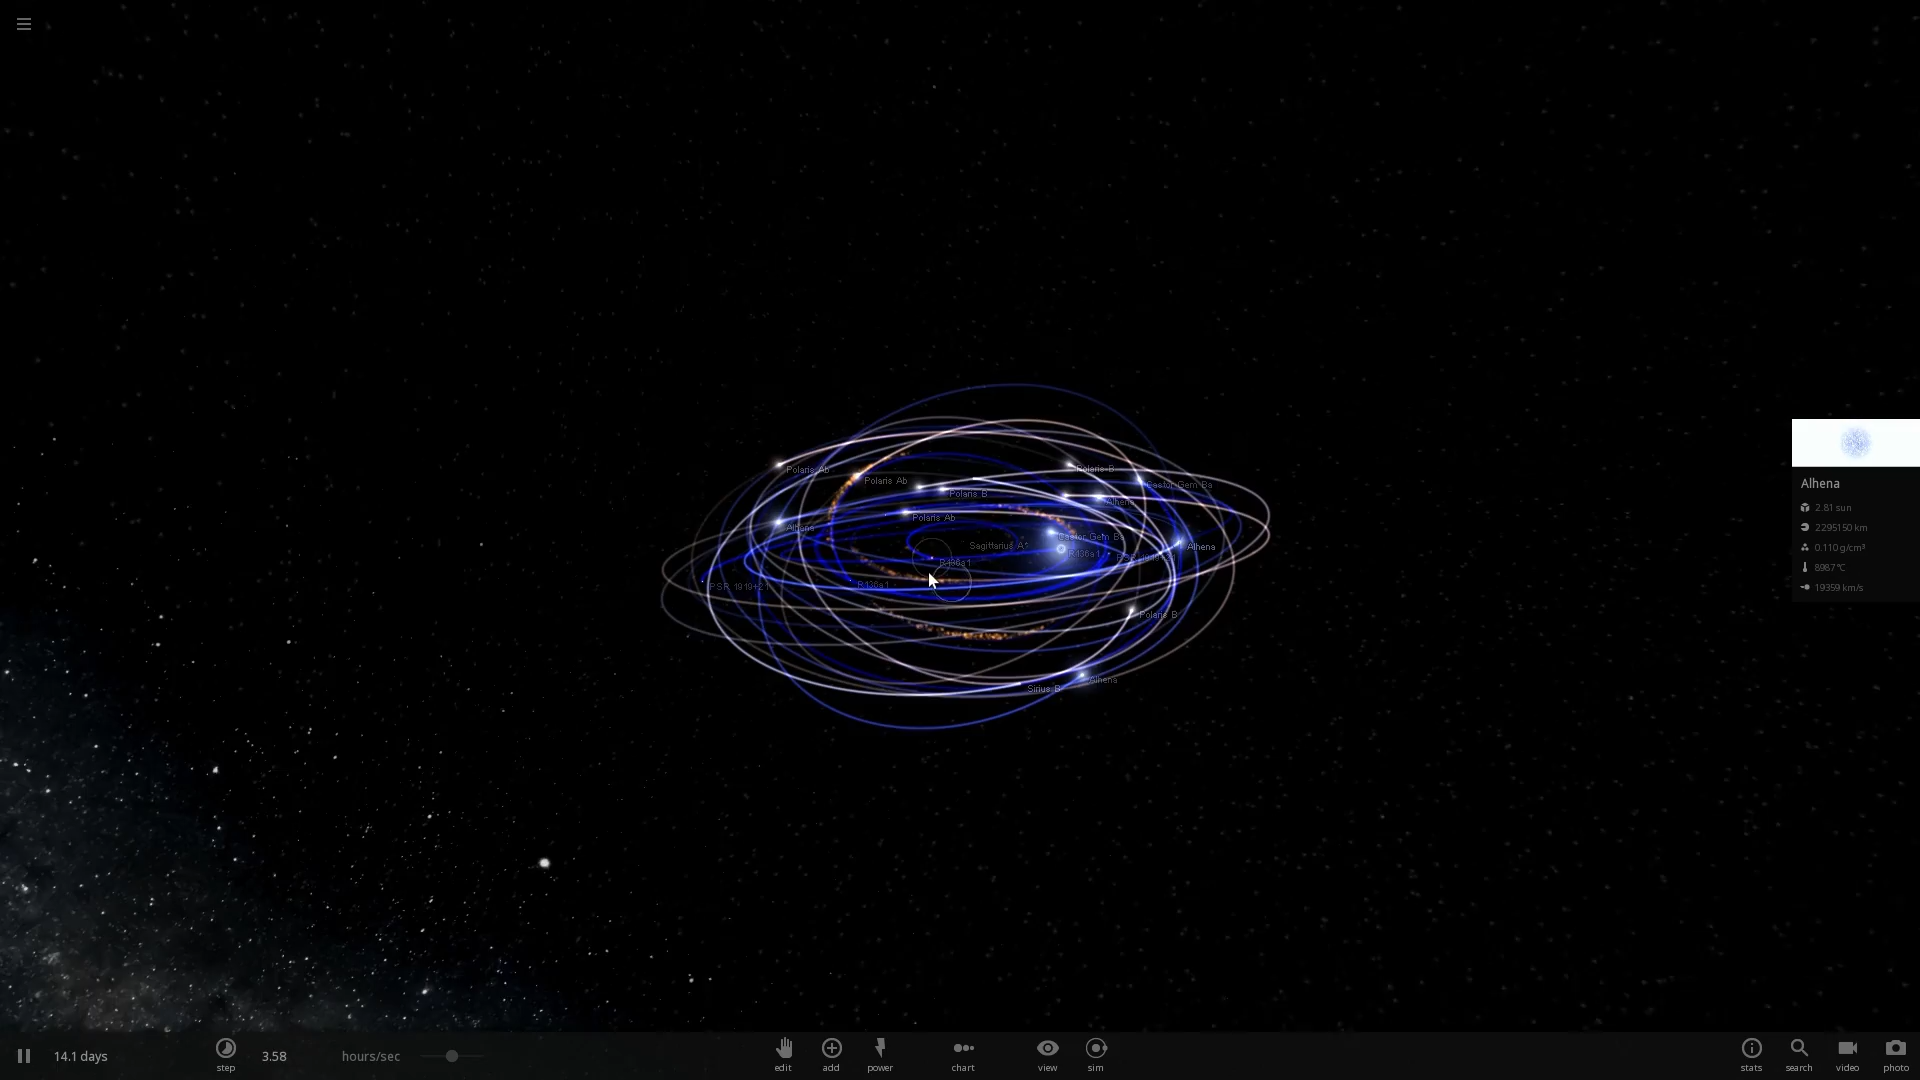 Polaris Ab
Polaris B
Polaris Ab
Castor Gem Ba
Polaris B
Alhena
Polaris Ab
Alhena
Castor Gem Ba
Sagittarius A*
Alhena
R136a1
R136a1
PSR 1919+21
R136a1
Polaris B
Alhena
Sirius B
Alhena
2.81 sun
2295150 km
0.110 g/cm³
8987°C
19359 km/s
14.1 days
step
3.58
hours/sec
edit
add
power
chart
view
sim
stats
search
video
photo